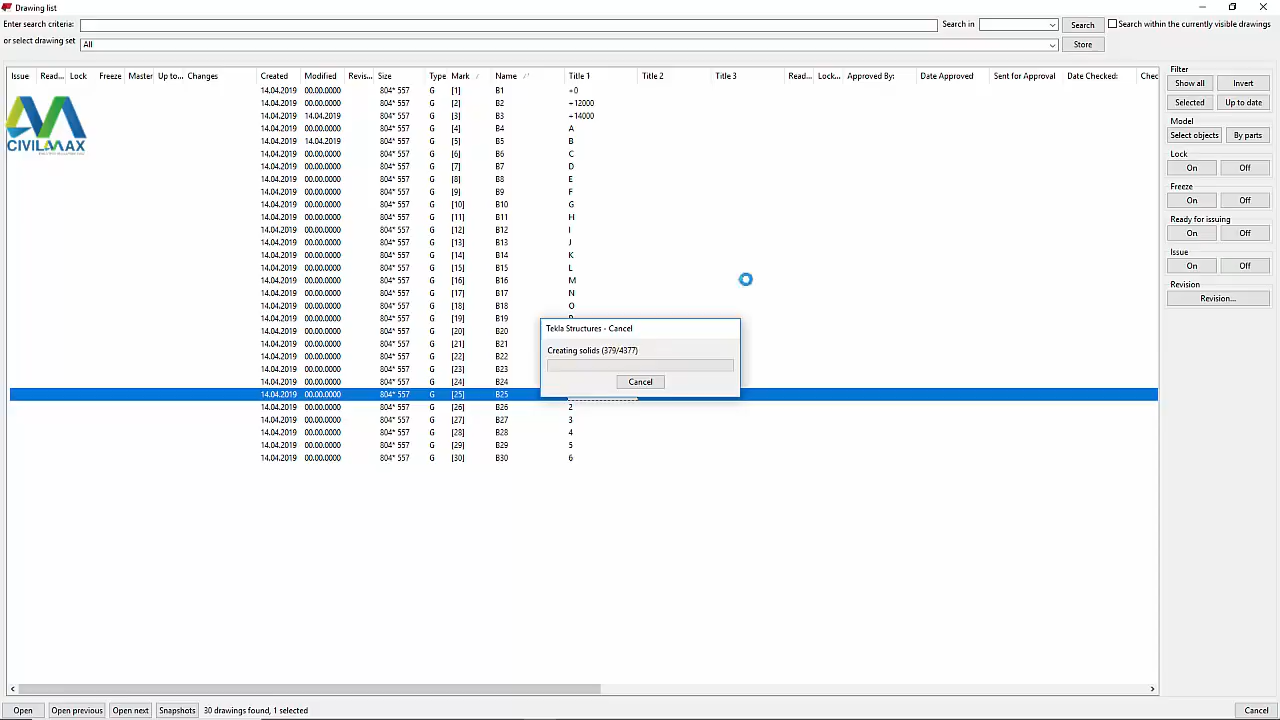 Drawing list
Enter search criteria: Search in Search Search within the currently visible drawings
or select drawing set All Store
Issue Read... Lock Freeze Master Up to... Changes Created Modified Revis... Size Type Mark Name Title 1 Title 2 Title 3 Read... Lock... Approved By: Date Approved Sent for Approval Date Checked: Chec
14.04.2019 00.00.0000 804* 557 G [1] B1 +0
14.04.2019 00.00.0000 804* 557 G [2] B2 +12000
14.04.2019 14.04.2019 804* 557 G [3] B3 +14000
14.04.2019 00.00.0000 804* 557 G [4] B4 A
14.04.2019 14.04.2019 804* 557 G [5] B5 B
14.04.2019 00.00.0000 804* 557 G [6] B6 C
14.04.2019 00.00.0000 804* 557 G [7] B7 D
14.04.2019 00.00.0000 804* 557 G [8] B8 E
14.04.2019 00.00.0000 804* 557 G [9] B9 F
14.04.2019 00.00.0000 804* 557 G [10] B10 G
14.04.2019 00.00.0000 804* 557 G [11] B11 H
14.04.2019 00.00.0000 804* 557 G [12] B12 I
14.04.2019 00.00.0000 804* 557 G [13] B13 J
14.04.2019 00.00.0000 804* 557 G [14] B14 K
14.04.2019 00.00.0000 804* 557 G [15] B15 L
14.04.2019 00.00.0000 804* 557 G [16] B16 M
14.04.2019 00.00.0000 804* 557 G [17] B17 N
14.04.2019 00.00.0000 804* 557 G [18] B18 O
14.04.2019 00.00.0000 804* 557 G [19] B19
14.04.2019 00.00.0000 804* 557 G [20] B20
14.04.2019 00.00.0000 804* 557 G [21] B21
14.04.2019 00.00.0000 804* 557 G [22] B22
14.04.2019 00.00.0000 804* 557 G [23] B23
14.04.2019 00.00.0000 804* 557 G [24] B24
14.04.2019 00.00.0000 804* 557 G [25] B25
14.04.2019 00.00.0000 804* 557 G [26] B26 2
14.04.2019 00.00.0000 804* 557 G [27] B27 3
14.04.2019 00.00.0000 804* 557 G [28] B28 4
14.04.2019 00.00.0000 804* 557 G [29] B29 5
14.04.2019 00.00.0000 804* 557 G [30] B30 6
CIVILMAX
Tekla Structures - Cancel
Creating solids (379/4377)
Cancel
Filter
Show all Invert
Selected Up to date
Model
Select objects By parts
Lock
On Off
Freeze
On Off
Ready for issuing
On Off
Issue
On Off
Revision
Revision...
Open Open previous Open next Snapshots 30 drawings found, 1 selected Cancel